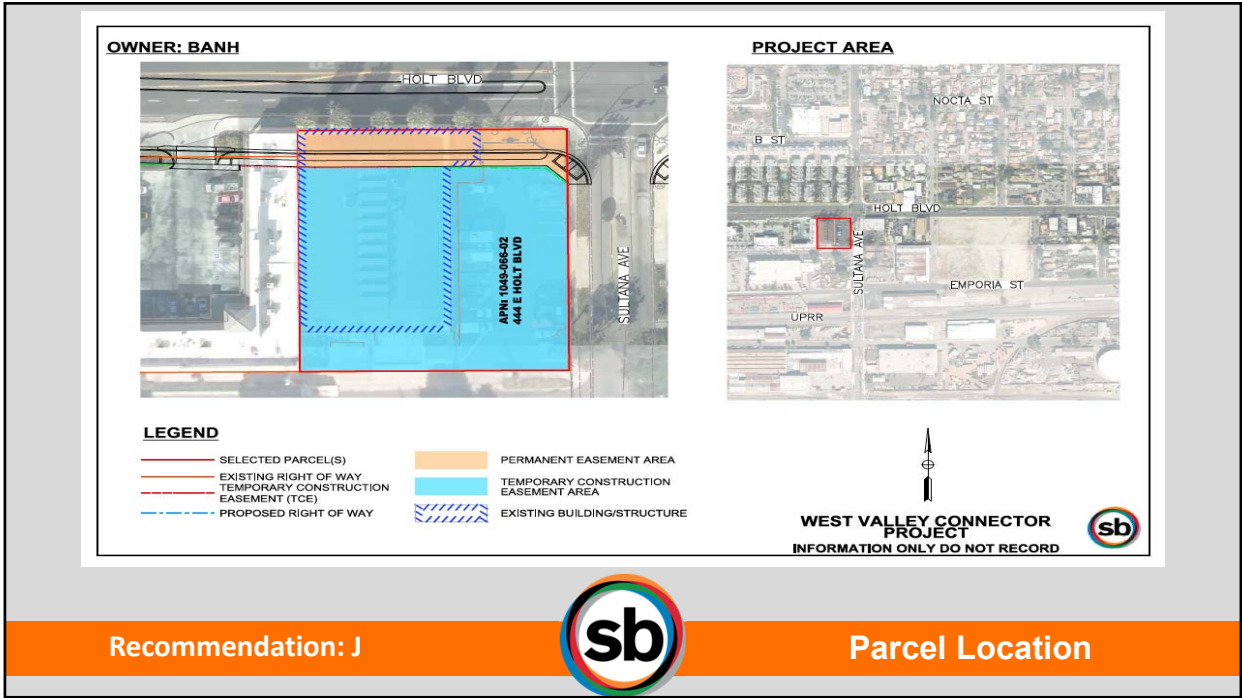 OWNER: BANH
HOLT BLVD
APN: 1049-066-02
444 E HOLT BLVD
SULTANA AVE
PROJECT AREA
NOCTA ST
B ST
HOLT BLVD
SULTANA AVE
EMPORIA ST
UPRR
LEGEND
SELECTED PARCEL(S)
EXISTING RIGHT OF WAY
TEMPORARY CONSTRUCTION
EASEMENT (TCE)
PROPOSED RIGHT OF WAY
PERMANENT EASEMENT AREA
TEMPORARY CONSTRUCTION
EASEMENT AREA
EXISTING BUILDING/STRUCTURE
WEST VALLEY CONNECTOR
PROJECT
INFORMATION ONLY DO NOT RECORD
sb
Recommendation: J
sb
Parcel Location